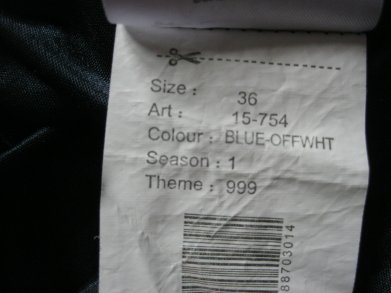 Size : 36
Art : 15-754
Colour : BLUE-OFFWHT
Season : 1
Theme : 999
88703014